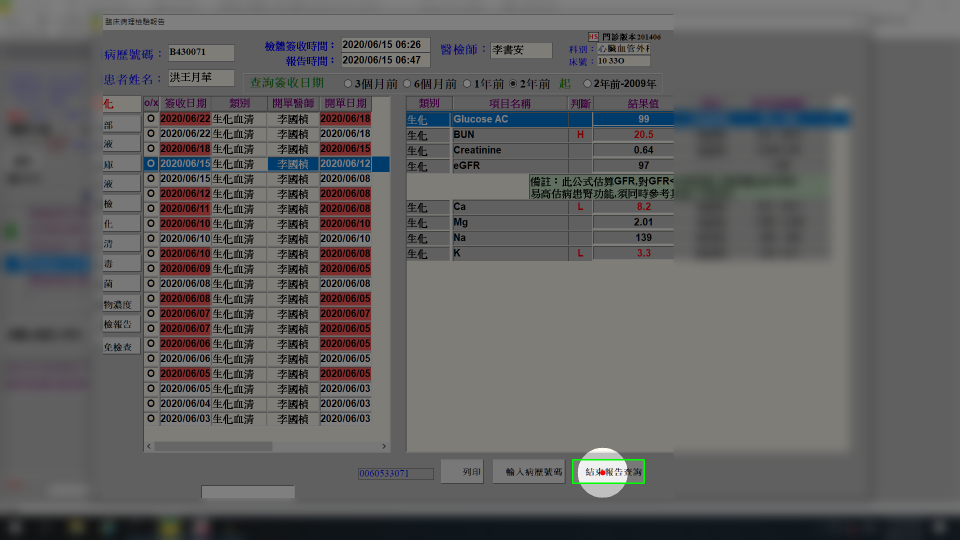 臨床病理檢驗報告
病歷號碼： B430071 檢體簽收時間： 2020/06/15 06:26 醫檢師： 李書安 HS 門診版本201406
科別： 心臟血管外科
報告時間： 2020/06/15 06:47 床號： 10 33O
患者姓名： 洪王月華 查詢簽收日期 3個月前 6個月前 1年前 2年前 起 2年前-2009年
化
部
液
庫
液
檢
化
清
毒
菌
物濃度
檢報告
免檢查
o/x 簽收日期 類別 開單醫師 開單日期
O 2020/06/22 生化血清 李國楨 2020/06/18
O 2020/06/22 生化血清 李國楨 2020/06/18
O 2020/06/18 生化血清 李國楨 2020/06/15
O 2020/06/15 生化血清 李國楨 2020/06/12
O 2020/06/15 生化血清 李國楨 2020/06/08
O 2020/06/12 生化血清 李國楨 2020/06/08
O 2020/06/11 生化血清 李國楨 2020/06/08
O 2020/06/10 生化血清 李國楨 2020/06/10
O 2020/06/10 生化血清 李國楨 2020/06/10
O 2020/06/10 生化血清 李國楨 2020/06/08
O 2020/06/09 生化血清 李國楨 2020/06/05
O 2020/06/08 生化血清 李國楨 2020/06/08
O 2020/06/08 生化血清 李國楨 2020/06/05
O 2020/06/07 生化血清 李國楨 2020/06/05
O 2020/06/07 生化血清 李國楨 2020/06/05
O 2020/06/06 生化血清 李國楨 2020/06/05
O 2020/06/06 生化血清 李國楨 2020/06/05
O 2020/06/05 生化血清 李國楨 2020/06/05
O 2020/06/05 生化血清 李國楨 2020/06/03
O 2020/06/04 生化血清 李國楨 2020/06/03
O 2020/06/03 生化血清 李國楨 2020/06/03
類別 項目名稱 判斷 結果值
生化 Glucose AC 99
生化 BUN H 20.5
生化 Creatinine 0.64
生化 eGFR 97
備註：此公式估算GFR,對GFR<
易高估病患腎功能,須同時參考
生化 Ca L 8.2
生化 Mg 2.01
生化 Na 139
生化 K L 3.3
0060533071 列印 輸入病歷號碼 結束報告查詢